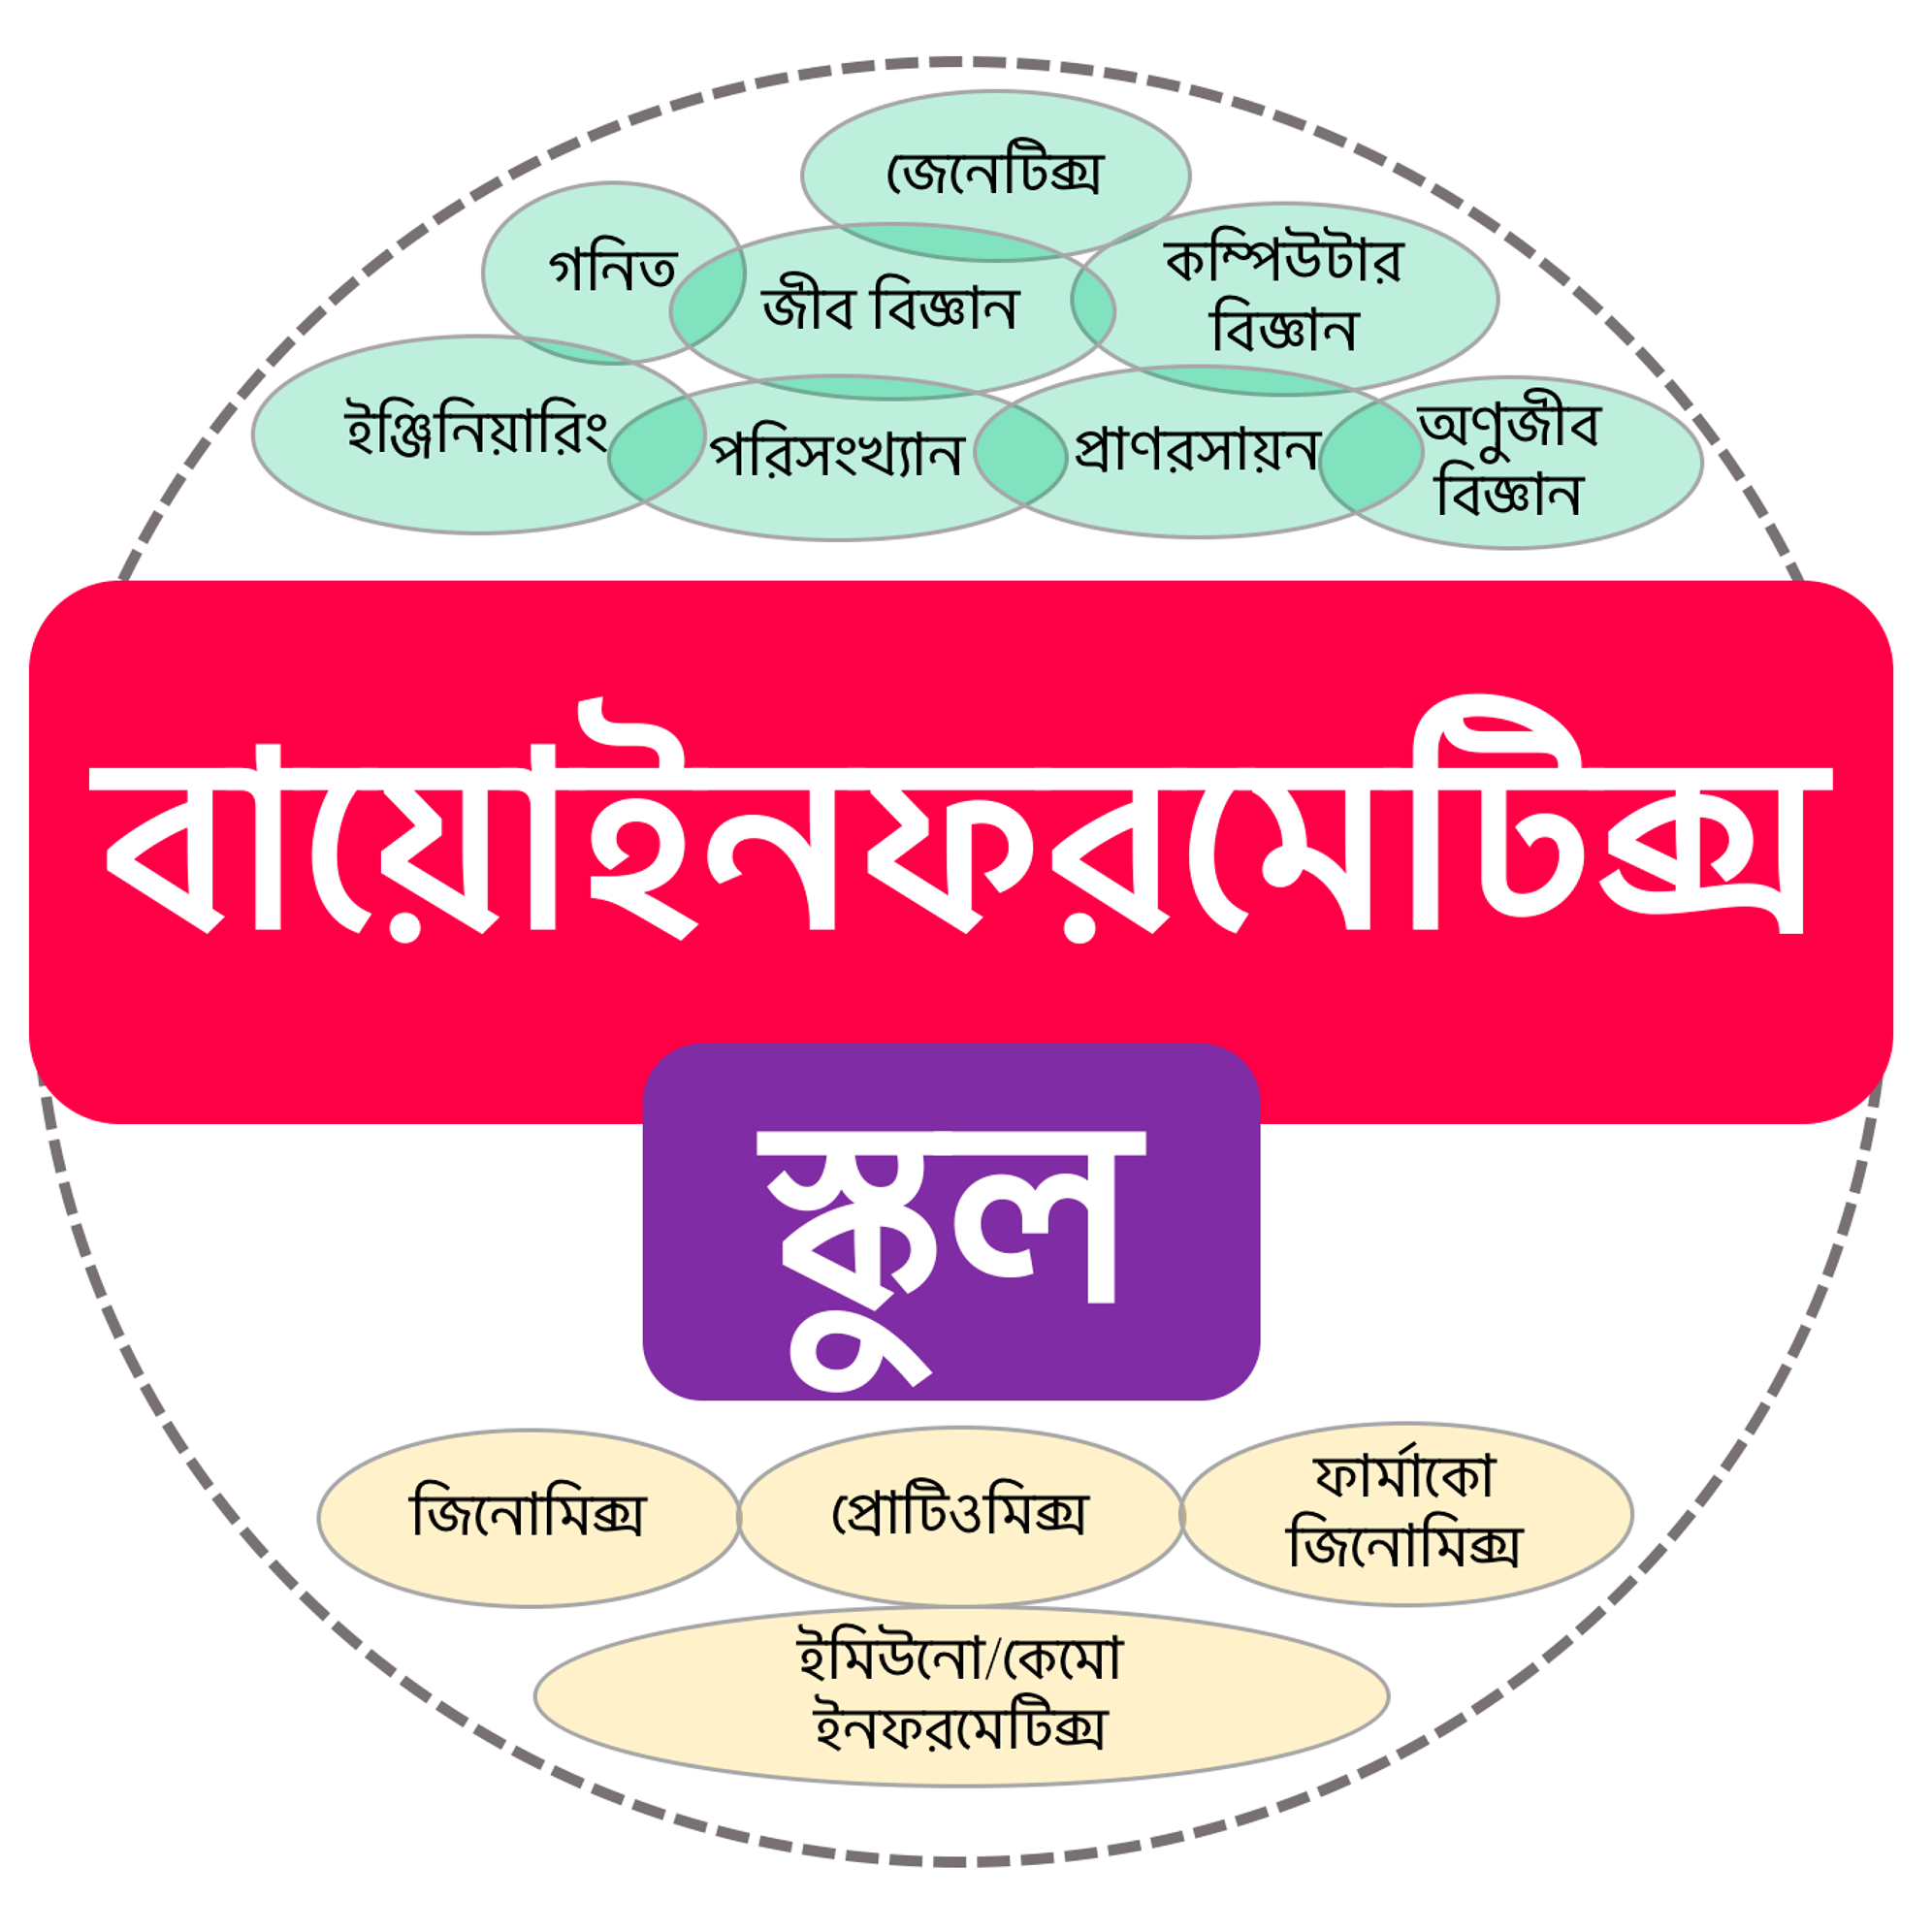 জেনেটিক্স
গনিত
জীব বিজ্ঞান
কম্পিউটার
বিজ্ঞান
ইঞ্জিনিয়ারিং
পরিসংখ্যান
প্রাণরসায়ন
অণুজীব
বিজ্ঞান
বায়োইনফরমেটিক্স
স্কুল
জিনোমিক্স
প্রোটিওমিক্স
ফার্মাকো
জিনোমিক্স
ইমিউনো/কেমো
ইনফরমেটিক্স